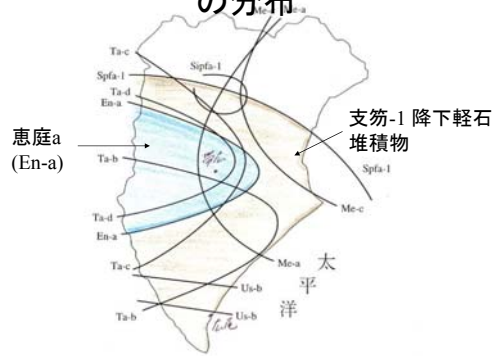 の分布
Me-a
Ta-c
Sipfa-1
Spfa-1
Ta-d
En-a
恵庭a
(En-a)
支笏-1 降下軽石
堆積物
Ta-b
Spfa-1
Me-c
Ta-d
En-a
Ta-c
Me-a
太
平
洋
Us-b
Ta-b
Us-b